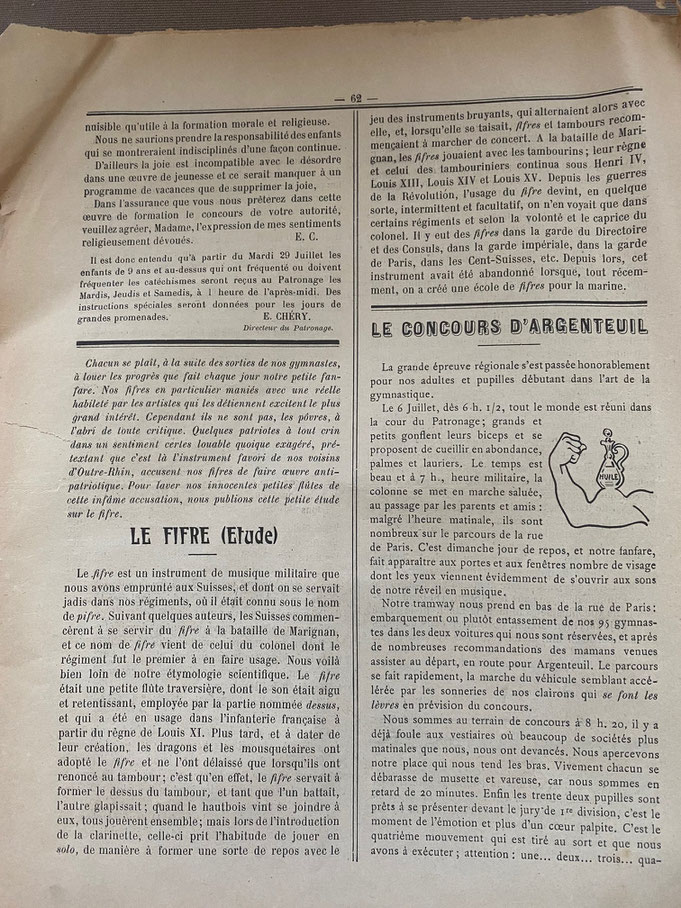 — 62 —
nuisible qu'utile à la formation morale et religieuse.
Nous ne saurions prendre la responsabilité des enfants
qui se montreraient indisciplinés d'une façon continue.
D'ailleurs la joie est incompatible avec le désordre
dans une œuvre de jeunesse et ce serait manquer à un
programme de vacances que de supprimer la joie,
Dans l'assurance que vous nous prêterez dans cette
œuvre de formation le concours de votre autorité,
veuillez agréer, Madame, l'expression de mes sentiments
religieusement dévoués. E. C.
Il est donc entendu qu'à partir du Mardi 29 Juillet les
enfants de 9 ans et au-dessus qui ont fréquenté ou doivent
fréquenter les catéchismes seront reçus au Patronage les
Mardis, Jeudis et Samedis, à 1 heure de l'après-midi. Des
instructions spéciales seront données pour les jours de
grandes promenades. E. CHÉRY.
Directeur du Patronage.
Chacun se plaît, à la suite des sorties de nos gymnastes,
à louer les progrès que fait chaque jour notre petite fan-
fare. Nos fifres en particulier maniés avec une réelle
habileté par les artistes qui les détiennent excitent le plus
grand intérêt. Cependant ils ne sont pas, les pôvres, à
l'abri de toute critique. Quelques patriotes à tout crin
dans un sentiment certes louable quoique exagéré, pré-
textant que c'est là l'instrument favori de nos voisins
d'Outre-Rhin, accusent nos fifres de faire œuvre anti-
patriotique. Pour laver nos innocentes petites flûtes de
cette infâme accusation, nous publions cette petite étude
sur le fifre.
LE FIFRE (Etude)
Le fifre est un instrument de musique militaire que
nous avons emprunté aux Suisses, et dont on se servait
jadis dans nos régiments, où il était connu sous le nom
de pifre. Suivant quelques auteurs, les Suisses commen-
cèrent à se servir du fifre à la bataille de Marignan,
et ce nom de fifre vient de celui du colonel dont le
régiment fut le premier à en faire usage. Nous voilà
bien loin de notre étymologie scientifique. Le fifre
était une petite flûte traversière, dont le son était aigu
et retentissant, employée par la partie nommée dessus,
et qui a été en usage dans l'infanterie française à
partir du règne de Louis XI. Plus tard, et à dater de
leur création, les dragons et les mousquetaires ont
adopté le fifre et ne l'ont délaissé que lorsqu'ils ont
renoncé au tambour ; c'est qu'en effet, le fifre servait à
former le dessus du tambour, et tant que l'un battait,
l'autre glapissait ; quand le hautbois vint se joindre à
eux, tous jouèrent ensemble ; mais lors de l'introduction
de la clarinette, celle-ci prit l'habitude de jouer en
solo, de manière à former une sorte de repos avec le
jeu des instruments bruyants, qui alternaient alors avec
elle, et, lorsqu'elle se taisait, fifres et tambours recom-
mençaient à marcher de concert. A la bataille de Mari-
gnan, les fifres jouaient avec les tambourins ; leur règne
et celui des tambouriniers continua sous Henri IV,
Louis XIII, Louis XIV et Louis XV. Depuis les guerres
de la Révolution, l'usage du fifre devint, en quelque
sorte, intermittent et facultatif, on n'en voyait que dans
certains régiments et selon la volonté et le caprice du
colonel. Il y eut des fifres dans la garde du Directoire
et des Consuls, dans la garde impériale, dans la garde
de Paris, dans les Cent-Suisses, etc. Depuis lors, cet
instrument avait été abandonné lorsque, tout récem-
ment, on a créé une école de fifres pour la marine.
LE CONCOURS D'ARGENTEUIL
La grande épreuve régionale s'est passée honorablement
pour nos adultes et pupilles débutant dans l'art de la
gymnastique.
Le 6 Juillet, dès 6 h. 1/2, tout le monde est réuni dans
la cour du Patronage ; grands et
petits gonflent leurs biceps et se
proposent de cueillir en abondance,
palmes et lauriers. Le temps est
beau et à 7 h., heure militaire, la
colonne se met en marche saluée,
au passage par les parents et amis :
malgré l'heure matinale, ils sont
nombreux sur le parcours de la rue
de Paris. C'est dimanche jour de repos, et notre fanfare,
fait apparaître aux portes et aux fenêtres nombre de visage
dont les yeux viennent évidemment de s'ouvrir aux sons
de notre réveil en musique.
HUILE
Notre tramway nous prend en bas de la rue de Paris :
embarquement ou plutôt entassement de nos 95 gymnas-
tes dans les deux voitures qui nous sont réservées, et après
de nombreuses recommandations des mamans venues
assister au départ, en route pour Argenteuil. Le parcours
se fait rapidement, la marche du véhicule semblant accé-
lérée par les sonneries de nos clairons qui se font les
lèvres en prévision du concours.
Nous sommes au terrain de concours à 8 h. 20, il y a
déjà foule aux vestiaires où beaucoup de sociétés plus
matinales que nous, nous ont devancés. Nous apercevons
notre place qui nous tend les bras. Vivement chacun se
débarasse de musette et vareuse, car nous sommes en
retard de 20 minutes. Enfin les trente deux pupilles sont
prêts à se présenter devant le jury de 1re division, c'est le
moment de l'émotion et plus d'un cœur palpite. C'est le
quatrième mouvement qui est tiré au sort et que nous
avons à exécuter ; attention : une... deux... trois... qua-